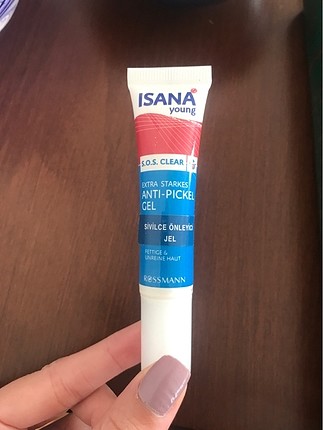 ISANA
young
S.O.S. CLEAR
EXTRA STARKES
ANTI-PICKEL
GEL
SİVİLCE ÖNLEYİCİ
JEL
FETTIGE &
UNREINE HAUT
ROSSMANN